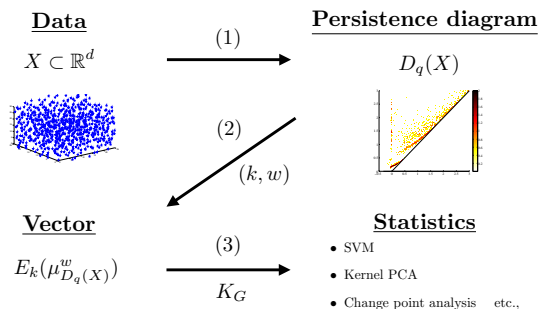 Data
X ⊂ ℝ^d
(1)
Persistence diagram
D_q(X)
(2)
(k, w)
Vector
E_k(μ^w_{D_q(X)})
(3)
K_G
Statistics
• SVM
• Kernel PCA
• Change point analysis etc.,